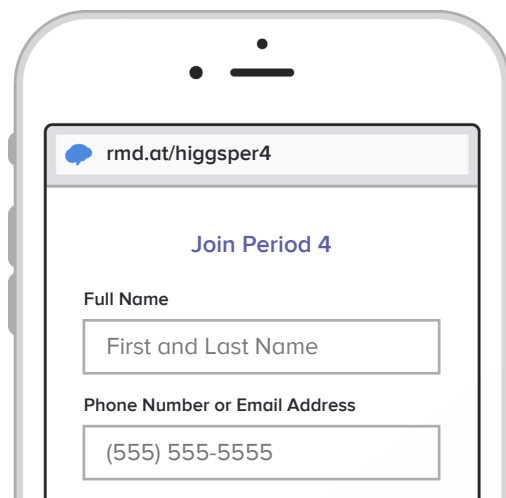 rmd.at/higgsper4
Join Period 4
Full Name
First and Last Name
Phone Number or Email Address
(555) 555-5555